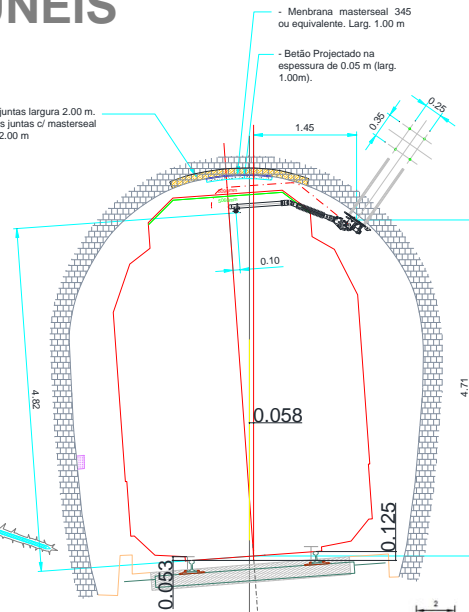 - Menbrana masterseal 345
ou equivalente. Larg. 1.00 m
- Betão Projectado na
espessura de 0.05 m (larg.
1.00m).
juntas largura 2.00 m.
s juntas c/ masterseal
2.00 m
1.45
0.35
0.25
0.10
4.82
4.71
0.058
0.125
0.053
2